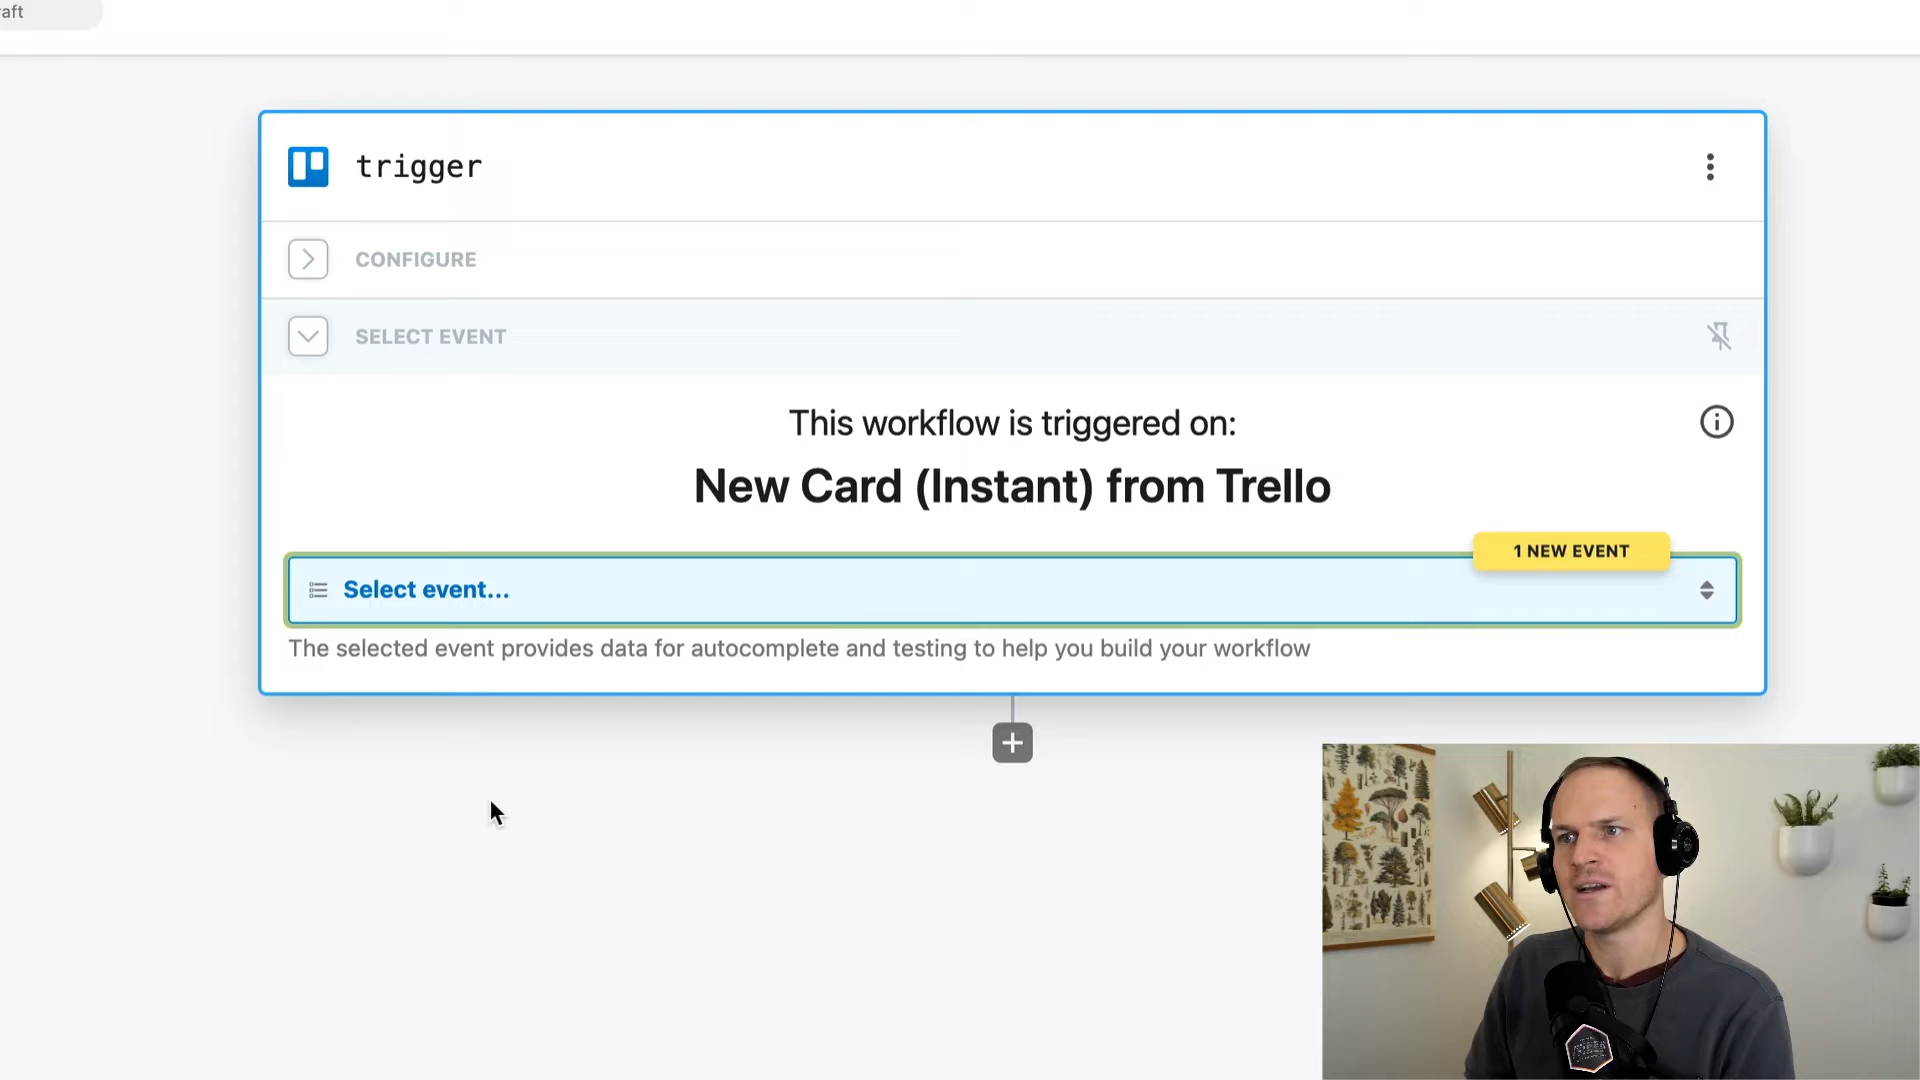 aft
trigger
CONFIGURE
SELECT EVENT
This workflow is triggered on:
New Card (Instant) from Trello
1 NEW EVENT
Select event...
The selected event provides data for autocomplete and testing to help you build your workflow